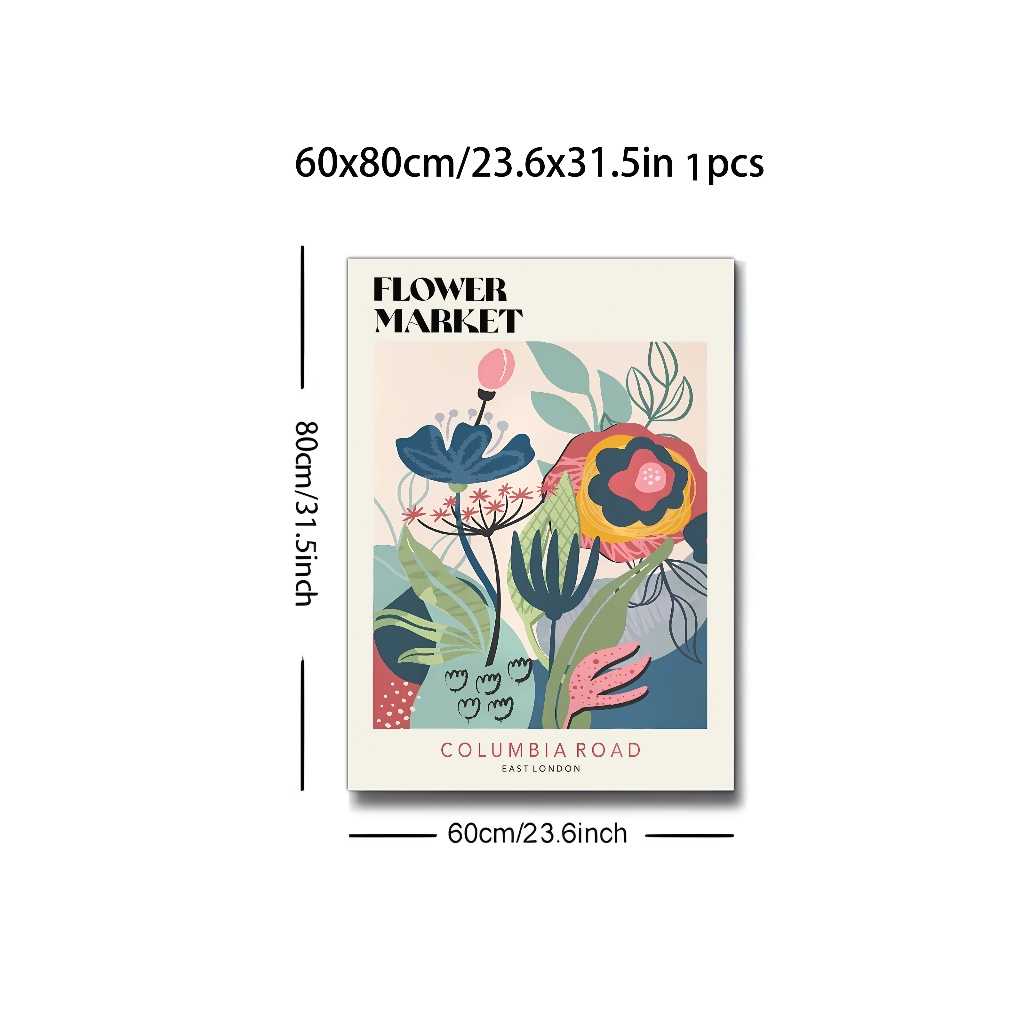 60x80cm/23.6x31.5in 1pcs
FLOWER
MARKET
80cm/31.5inch
COLUMBIA ROAD
EAST LONDON
60cm/23.6inch